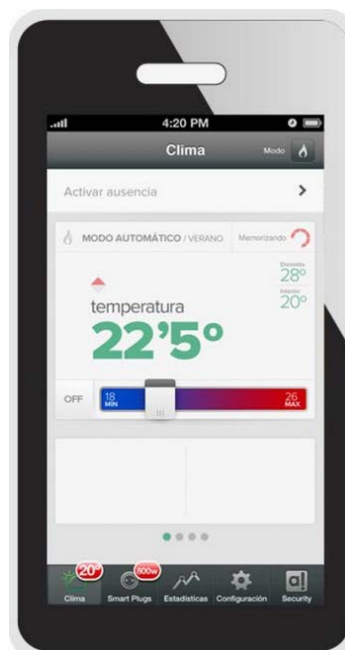 4:20 PM
Clima
Modo
Activar ausencia
MODO AUTOMÁTICO / VERANO
Memorizando
Deseada
28º
Interior
20º
temperatura
22’5º
OFF
18
MIN
26
MAX
20º
800w
Clima
Smart Plugs
Estadísticas
Configuración
Security